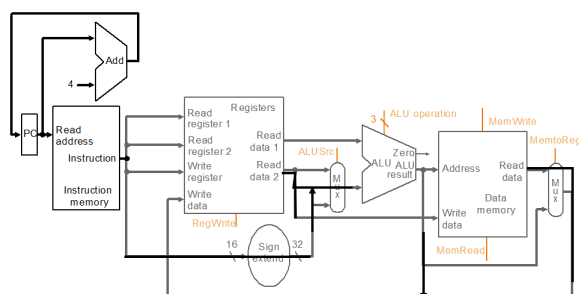 Add
4
PC
Read
address
Instruction
Instruction
memory
Registers
Read
register 1
Read
register 2
Write
register
Write
data
Read
data 1
Read
data 2
RegWrite
16
Sign
extend
32
ALUSrc
Mux
3
ALU operation
Zero
ALU
ALU
result
MemWrite
Address
Read
data
Data
memory
Write
data
MemRead
MemtoReg
Mux